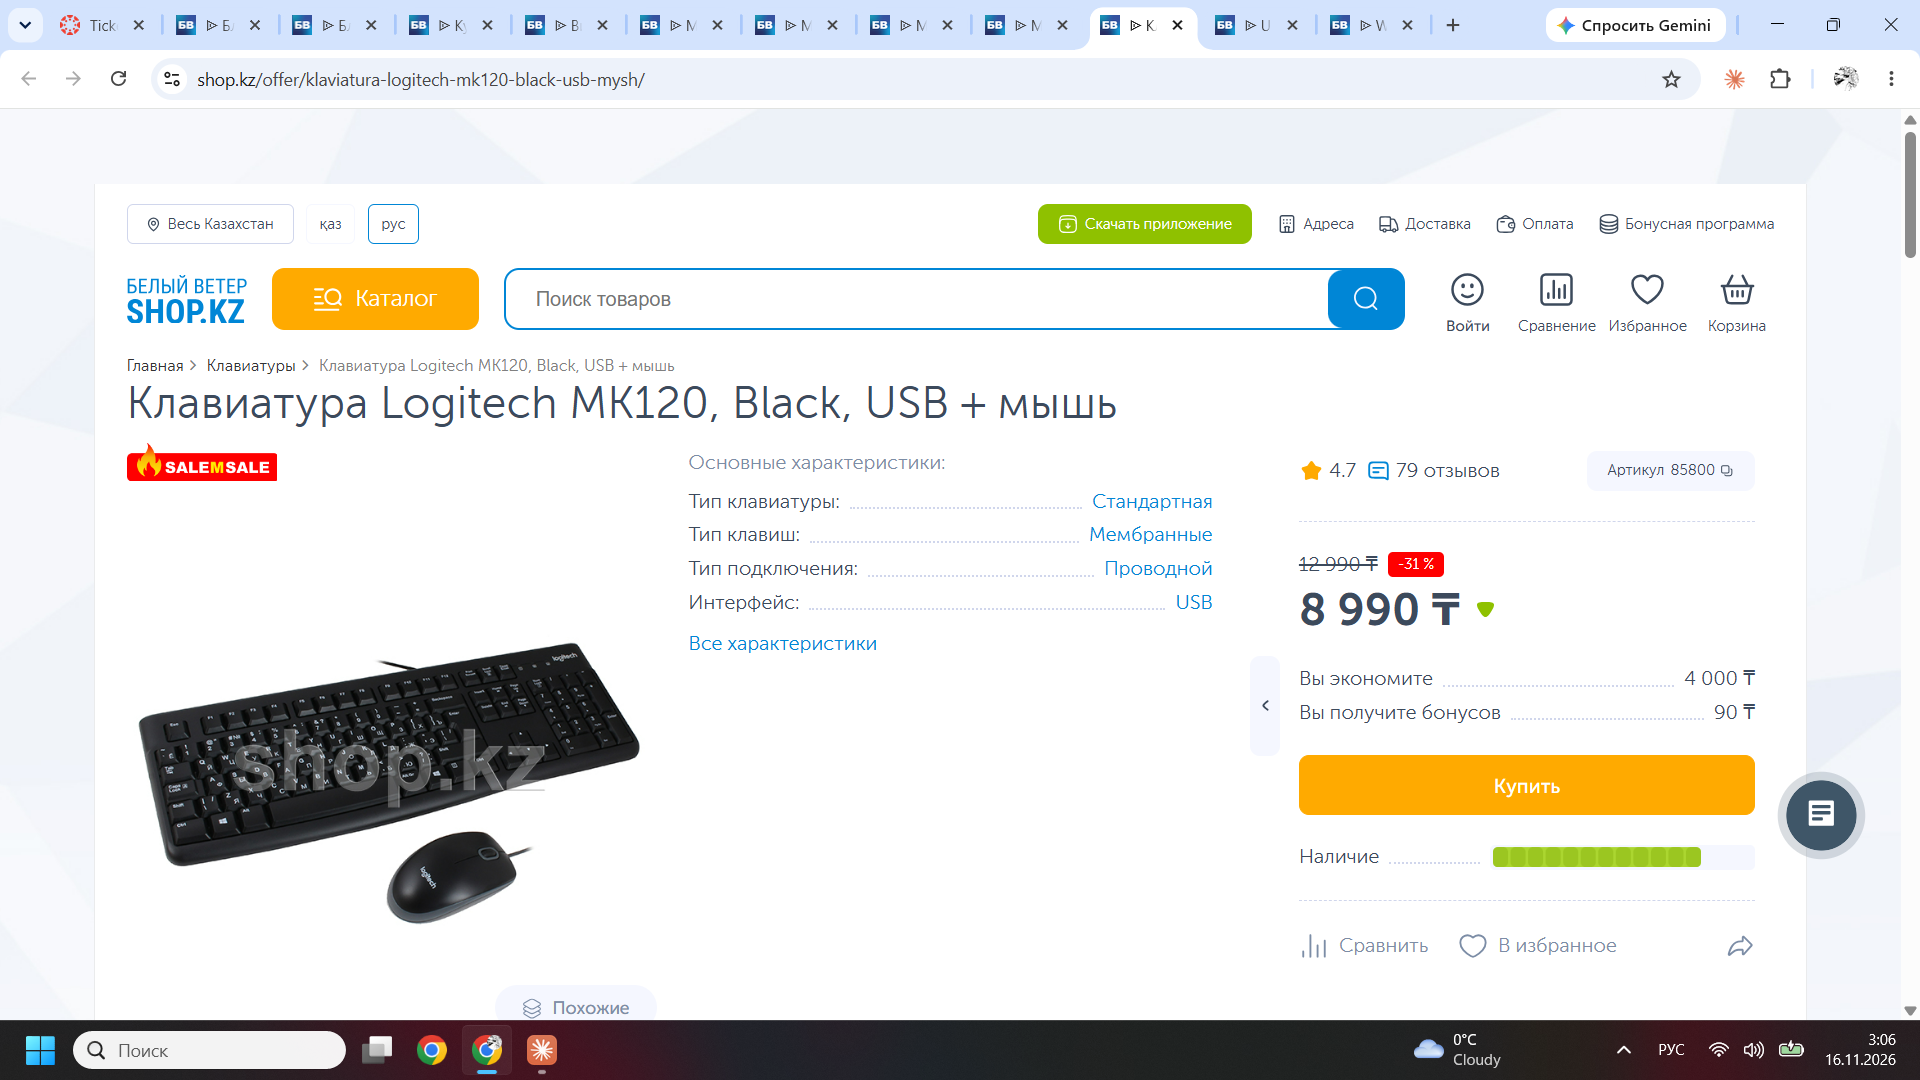 Tick
Б
Б
К
В
М
М
М
М
К
U
W
Спросить Gemini
shop.kz/offer/klaviatura-logitech-mk120-black-usb-mysh/
Весь Казахстан
қаз
рус
Скачать приложение
Адреса
Доставка
Оплата
Бонусная программа
БЕЛЫЙ ВЕТЕР
SHOP.KZ
Каталог
Поиск товаров
Войти
Сравнение
Избранное
Корзина
Главная > Клавиатуры > Клавиатура Logitech MK120, Black, USB + мышь
Клавиатура Logitech MK120, Black, USB + мышь
SALEMSALE
Основные характеристики:
Тип клавиатуры: Стандартная
Тип клавиш: Мембранные
Тип подключения: Проводной
Интерфейс: USB
Все характеристики
4.7 79 отзывов
Артикул 85800
12 990 ₸ -31 %
8 990 ₸
Вы экономите 4 000 ₸
Вы получите бонусов 90 ₸
Купить
Наличие
Сравнить
В избранное
logitech
shop.kz
logitech
Похожие
Поиск
0°C
Cloudy
РУС
3:06
16.11.2026